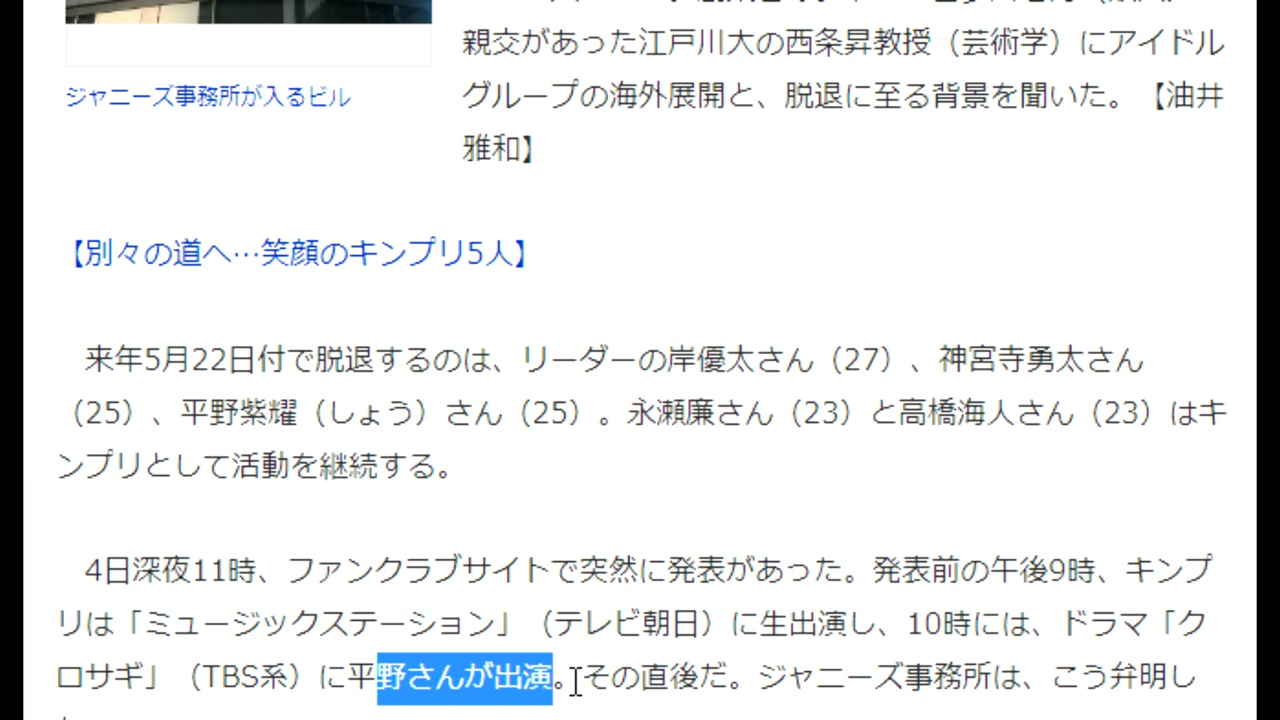 親交があった江戸川大の西条昇教授（芸術学）にアイドル
グループの海外展開と、脱退に至る背景を聞いた。【油井
雅和】
ジャニーズ事務所が入るビル
【別々の道へ…笑顔のキンプリ5人】
来年5月22日付で脱退するのは、リーダーの岸優太さん（27）、神宮寺勇太さん
（25）、平野紫耀（しょう）さん（25）。永瀬廉さん（23）と高橋海人さん（23）はキ
ンプリとして活動を継続する。
4日深夜11時、ファンクラブサイトで突然に発表があった。発表前の午後9時、キンプ
リは「ミュージックステーション」（テレビ朝日）に生出演し、10時には、ドラマ「ク
ロサギ」（TBS系）に平野さんが出演。その直後だ。ジャニーズ事務所は、こう弁明し